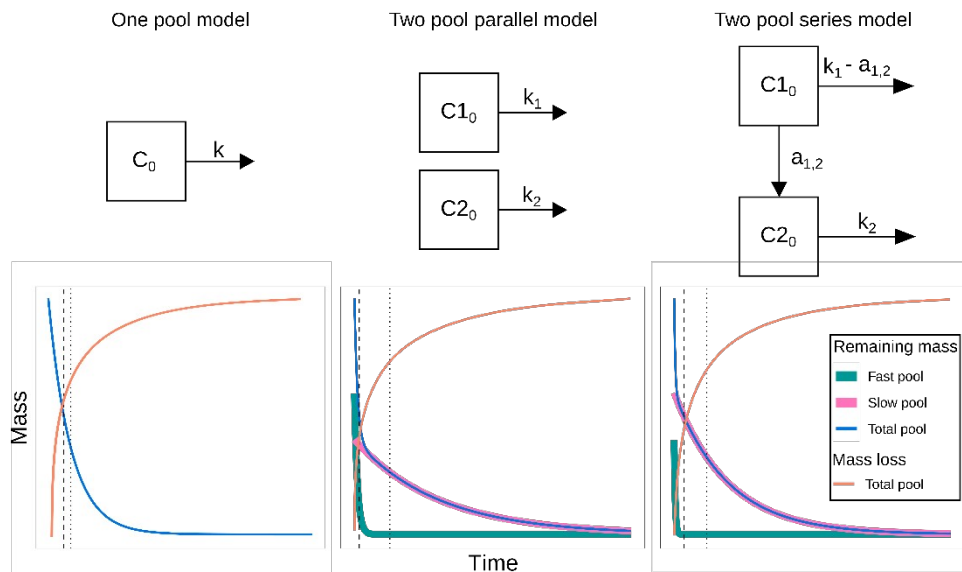 One pool model
Two pool parallel model
Two pool series model
C₀
k
C1₀
k₁
C2₀
k₂
C1₀
k₁ - a₁,₂
a₁,₂
C2₀
k₂
Mass
Time
Remaining mass
Fast pool
Slow pool
Total pool
Mass loss
Total pool